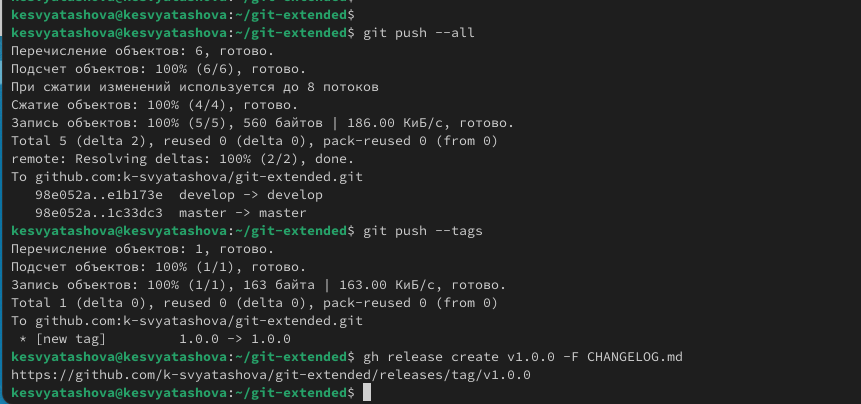 kesvyatashova@kesvyatashova:~/git-extended$
kesvyatashova@kesvyatashova:~/git-extended$
kesvyatashova@kesvyatashova:~/git-extended$ git push --all
Перечисление объектов: 6, готово.
Подсчет объектов: 100% (6/6), готово.
При сжатии изменений используется до 8 потоков
Сжатие объектов: 100% (4/4), готово.
Запись объектов: 100% (5/5), 560 байтов | 186.00 КиБ/с, готово.
Total 5 (delta 2), reused 0 (delta 0), pack-reused 0 (from 0)
remote: Resolving deltas: 100% (2/2), done.
To github.com:k-svyatashova/git-extended.git
   98e052a..e1b173e  develop -> develop
   98e052a..1c33dc3  master -> master
kesvyatashova@kesvyatashova:~/git-extended$ git push --tags
Перечисление объектов: 1, готово.
Подсчет объектов: 100% (1/1), готово.
Запись объектов: 100% (1/1), 163 байта | 163.00 КиБ/с, готово.
Total 1 (delta 0), reused 0 (delta 0), pack-reused 0 (from 0)
To github.com:k-svyatashova/git-extended.git
 * [new tag]         1.0.0 -> 1.0.0
kesvyatashova@kesvyatashova:~/git-extended$ gh release create v1.0.0 -F CHANGELOG.md
https://github.com/k-svyatashova/git-extended/releases/tag/v1.0.0
kesvyatashova@kesvyatashova:~/git-extended$